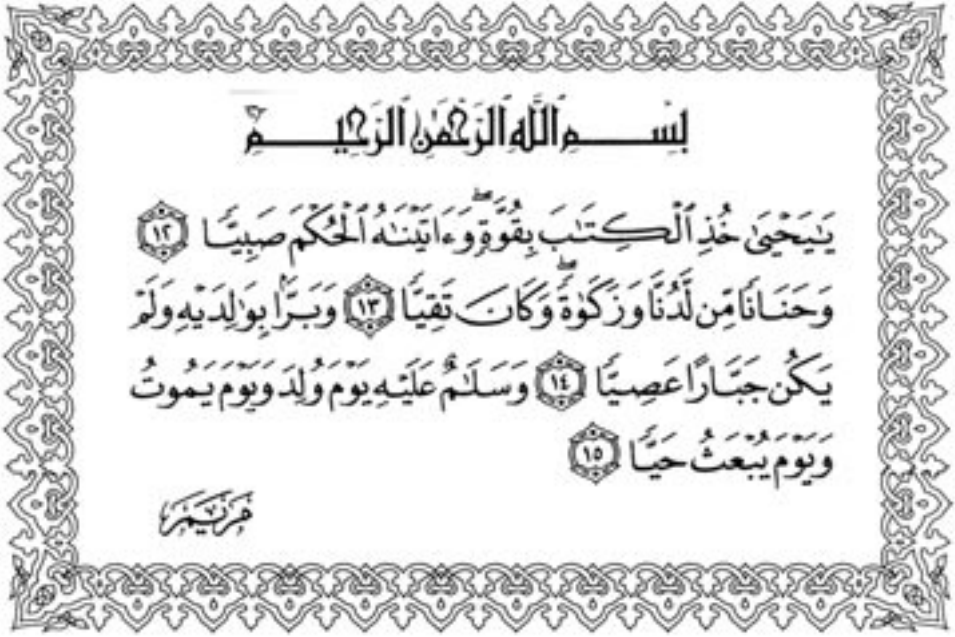 بِسْمِ ٱللَّهِ ٱلرَّحْمَٰنِ ٱلرَّحِيمِ
يَٰيَحْيَىٰ خُذِ ٱلْكِتَٰبَ بِقُوَّةٍۖ وَءَاتَيْنَٰهُ ٱلْحُكْمَ صَبِيًّا ١٢
وَحَنَانًا مِّن لَّدُنَّا وَزَكَوٰةًۖ وَكَانَ تَقِيًّا ١٣ وَبَرًّۢا بِوَٰلِدَيْهِ وَلَمْ
يَكُن جَبَّارًا عَصِيًّا ١٤ وَسَلَٰمٌ عَلَيْهِ يَوْمَ وُلِدَ وَيَوْمَ يَمُوتُ
وَيَوْمَ يُبْعَثُ حَيًّا ١٥
مريم